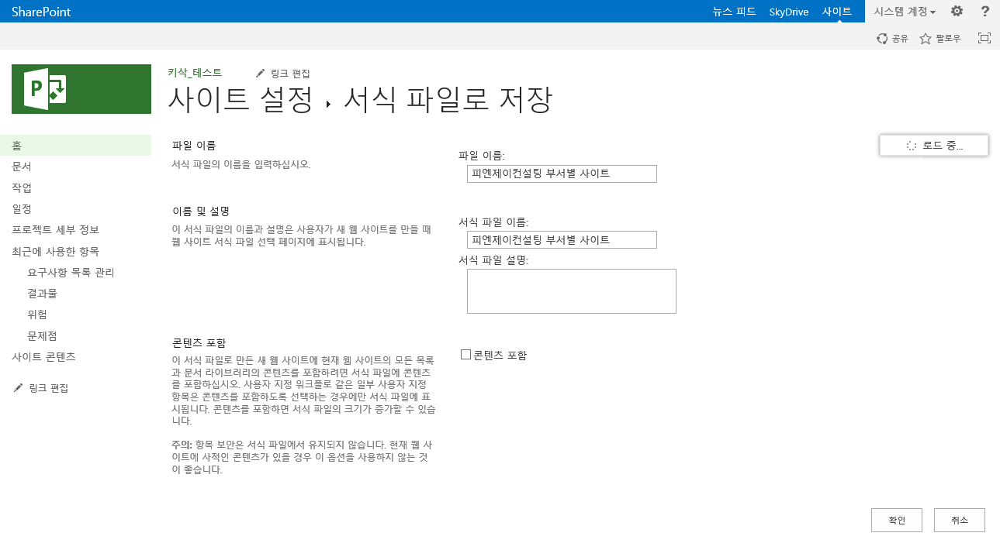 SharePoint
뉴스 피드 SkyDrive 사이트 시스템 계정 ?
공유 팔로우
P
키삭_테스트 링크 편집
사이트 설정 서식 파일로 저장
홈
문서
작업
일정
프로젝트 세부 정보
최근에 사용한 항목
요구사항 목록 관리
결과물
위험
문제점
사이트 콘텐츠
링크 편집
파일 이름
서식 파일의 이름을 입력하십시오.
파일 이름:
피엔제이컨설팅 부서별 사이트
로드 중...
이름 및 설명
이 서식 파일의 이름과 설명은 사용자가 새 웹 사이트를 만들 때
웹 사이트 서식 파일 선택 페이지에 표시됩니다.
서식 파일 이름:
피엔제이컨설팅 부서별 사이트
서식 파일 설명:
콘텐츠 포함
이 서식 파일로 만든 새 웹 사이트에 현재 웹 사이트의 모든 목록
과 문서 라이브러리의 콘텐츠를 포함하려면 서식 파일에 콘텐츠
를 포함하십시오. 사용자 지정 워크플로 같은 일부 사용자 지정
항목은 콘텐츠를 포함하도록 선택하는 경우에만 서식 파일에 표
시됩니다. 콘텐츠를 포함하면 서식 파일의 크기가 증가할 수 있습
니다.
주의: 항목 보안은 서식 파일에서 유지되지 않습니다. 현재 웹 사
이트에 사적인 콘텐츠가 있을 경우 이 옵션을 사용하지 않는 것
이 좋습니다.
콘텐츠 포함
확인 취소